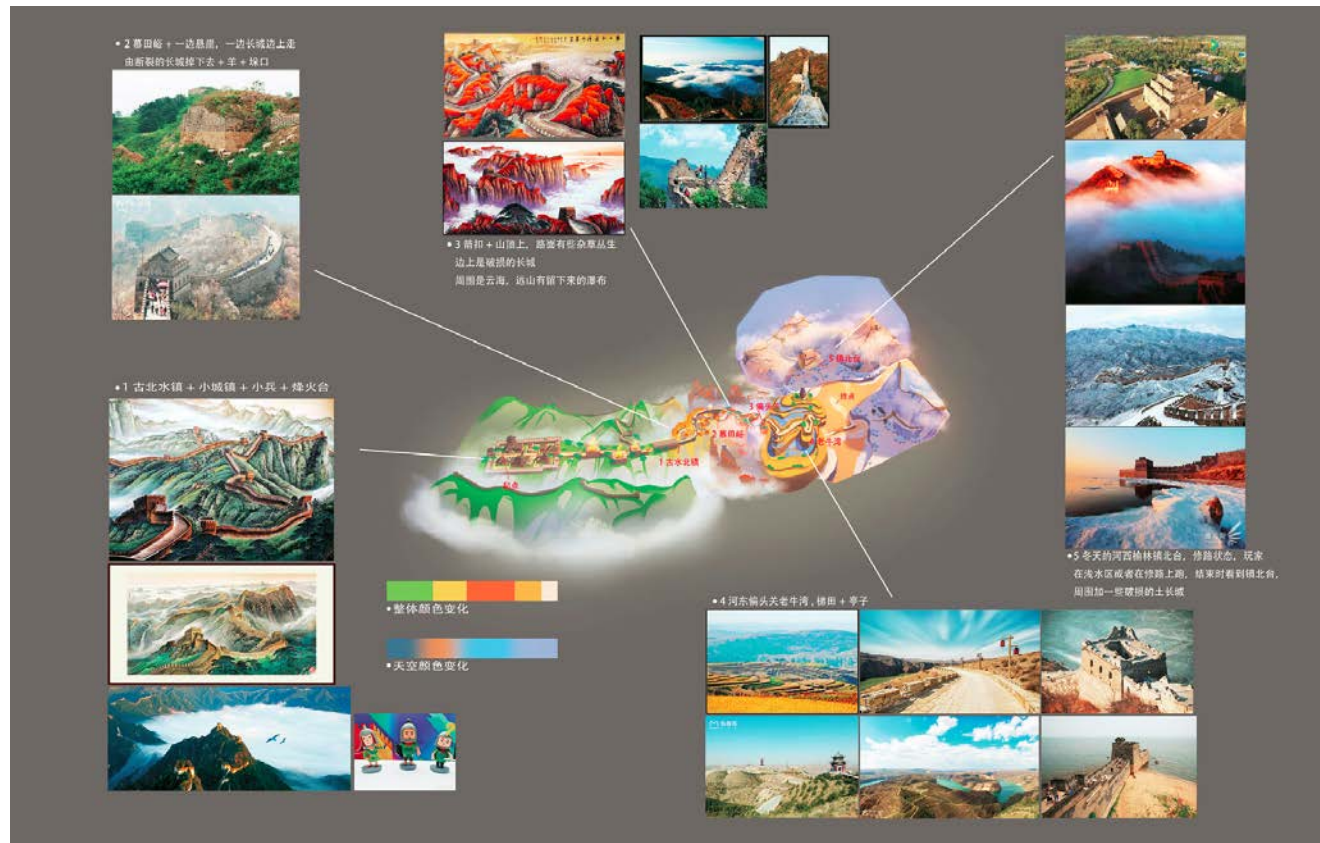 • 2 慕田峪 + 一边悬崖，一边长城边上走
由断裂的长城掉下去 + 羊 + 垛口
• 3 箭扣 + 山顶上，路面有些杂草丛生
边上是破损的长城
周围是云海，远山有留下来的瀑布
•1 古北水镇 + 小城镇 + 小兵 + 烽火台
5 镇北台
终点
3 偏头
2 慕田峪
老牛湾
1 古水北镇
起点
•整体颜色变化
•天空颜色变化
•5 冬天的河西榆林镇北台，修路状态，玩家
在浅水区或者在修路上跑，结束时看到镇北台，
周围加一些破损的土长城
• 4 河东偏头关老牛湾，梯田 + 亭子